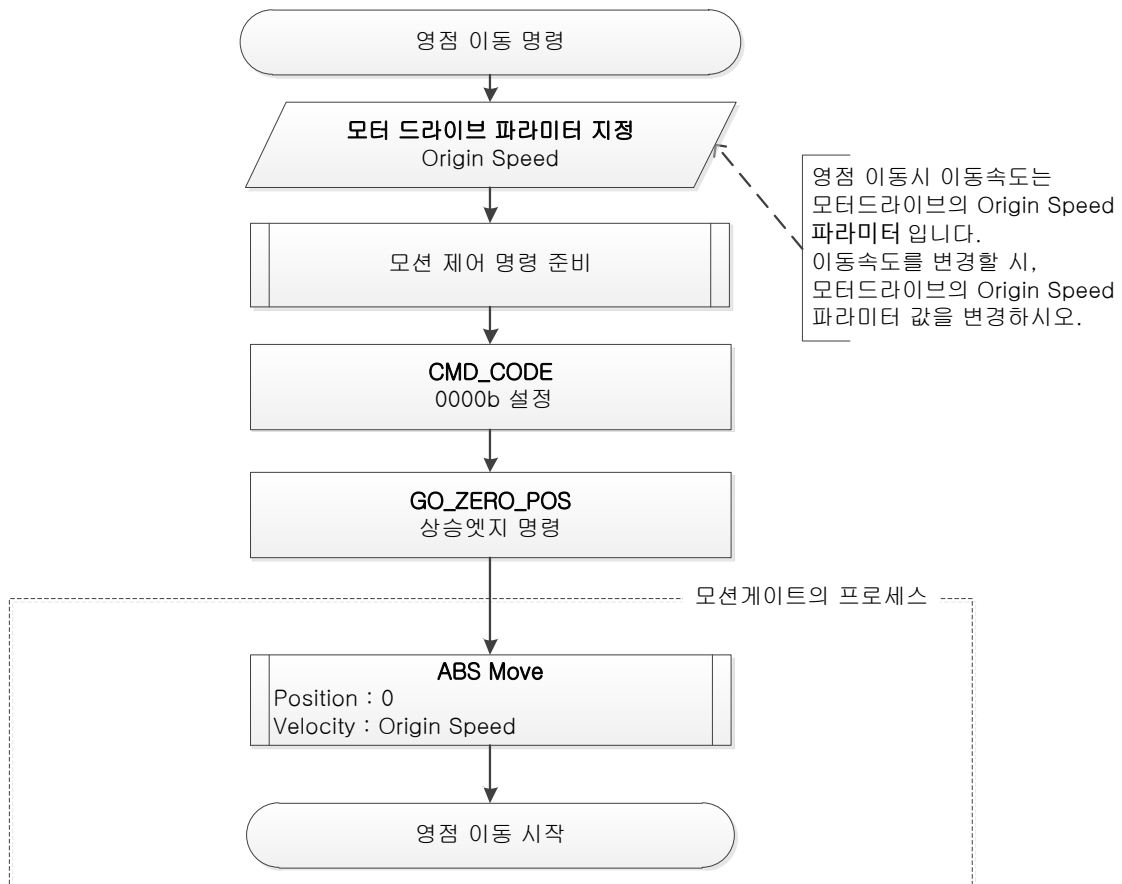 영점 이동 명령
모터 드라이브 파라미터 지정
Origin Speed
영점 이동시 이동속도는
모터드라이브의 Origin Speed
파라미터 입니다.
이동속도를 변경할 시,
모터드라이브의 Origin Speed
파라미터 값을 변경하시오.
모션 제어 명령 준비
CMD_CODE
0000b 설정
GO_ZERO_POS
상승엣지 명령
모션게이트의 프로세스
ABS Move
Position : 0
Velocity : Origin Speed
영점 이동 시작